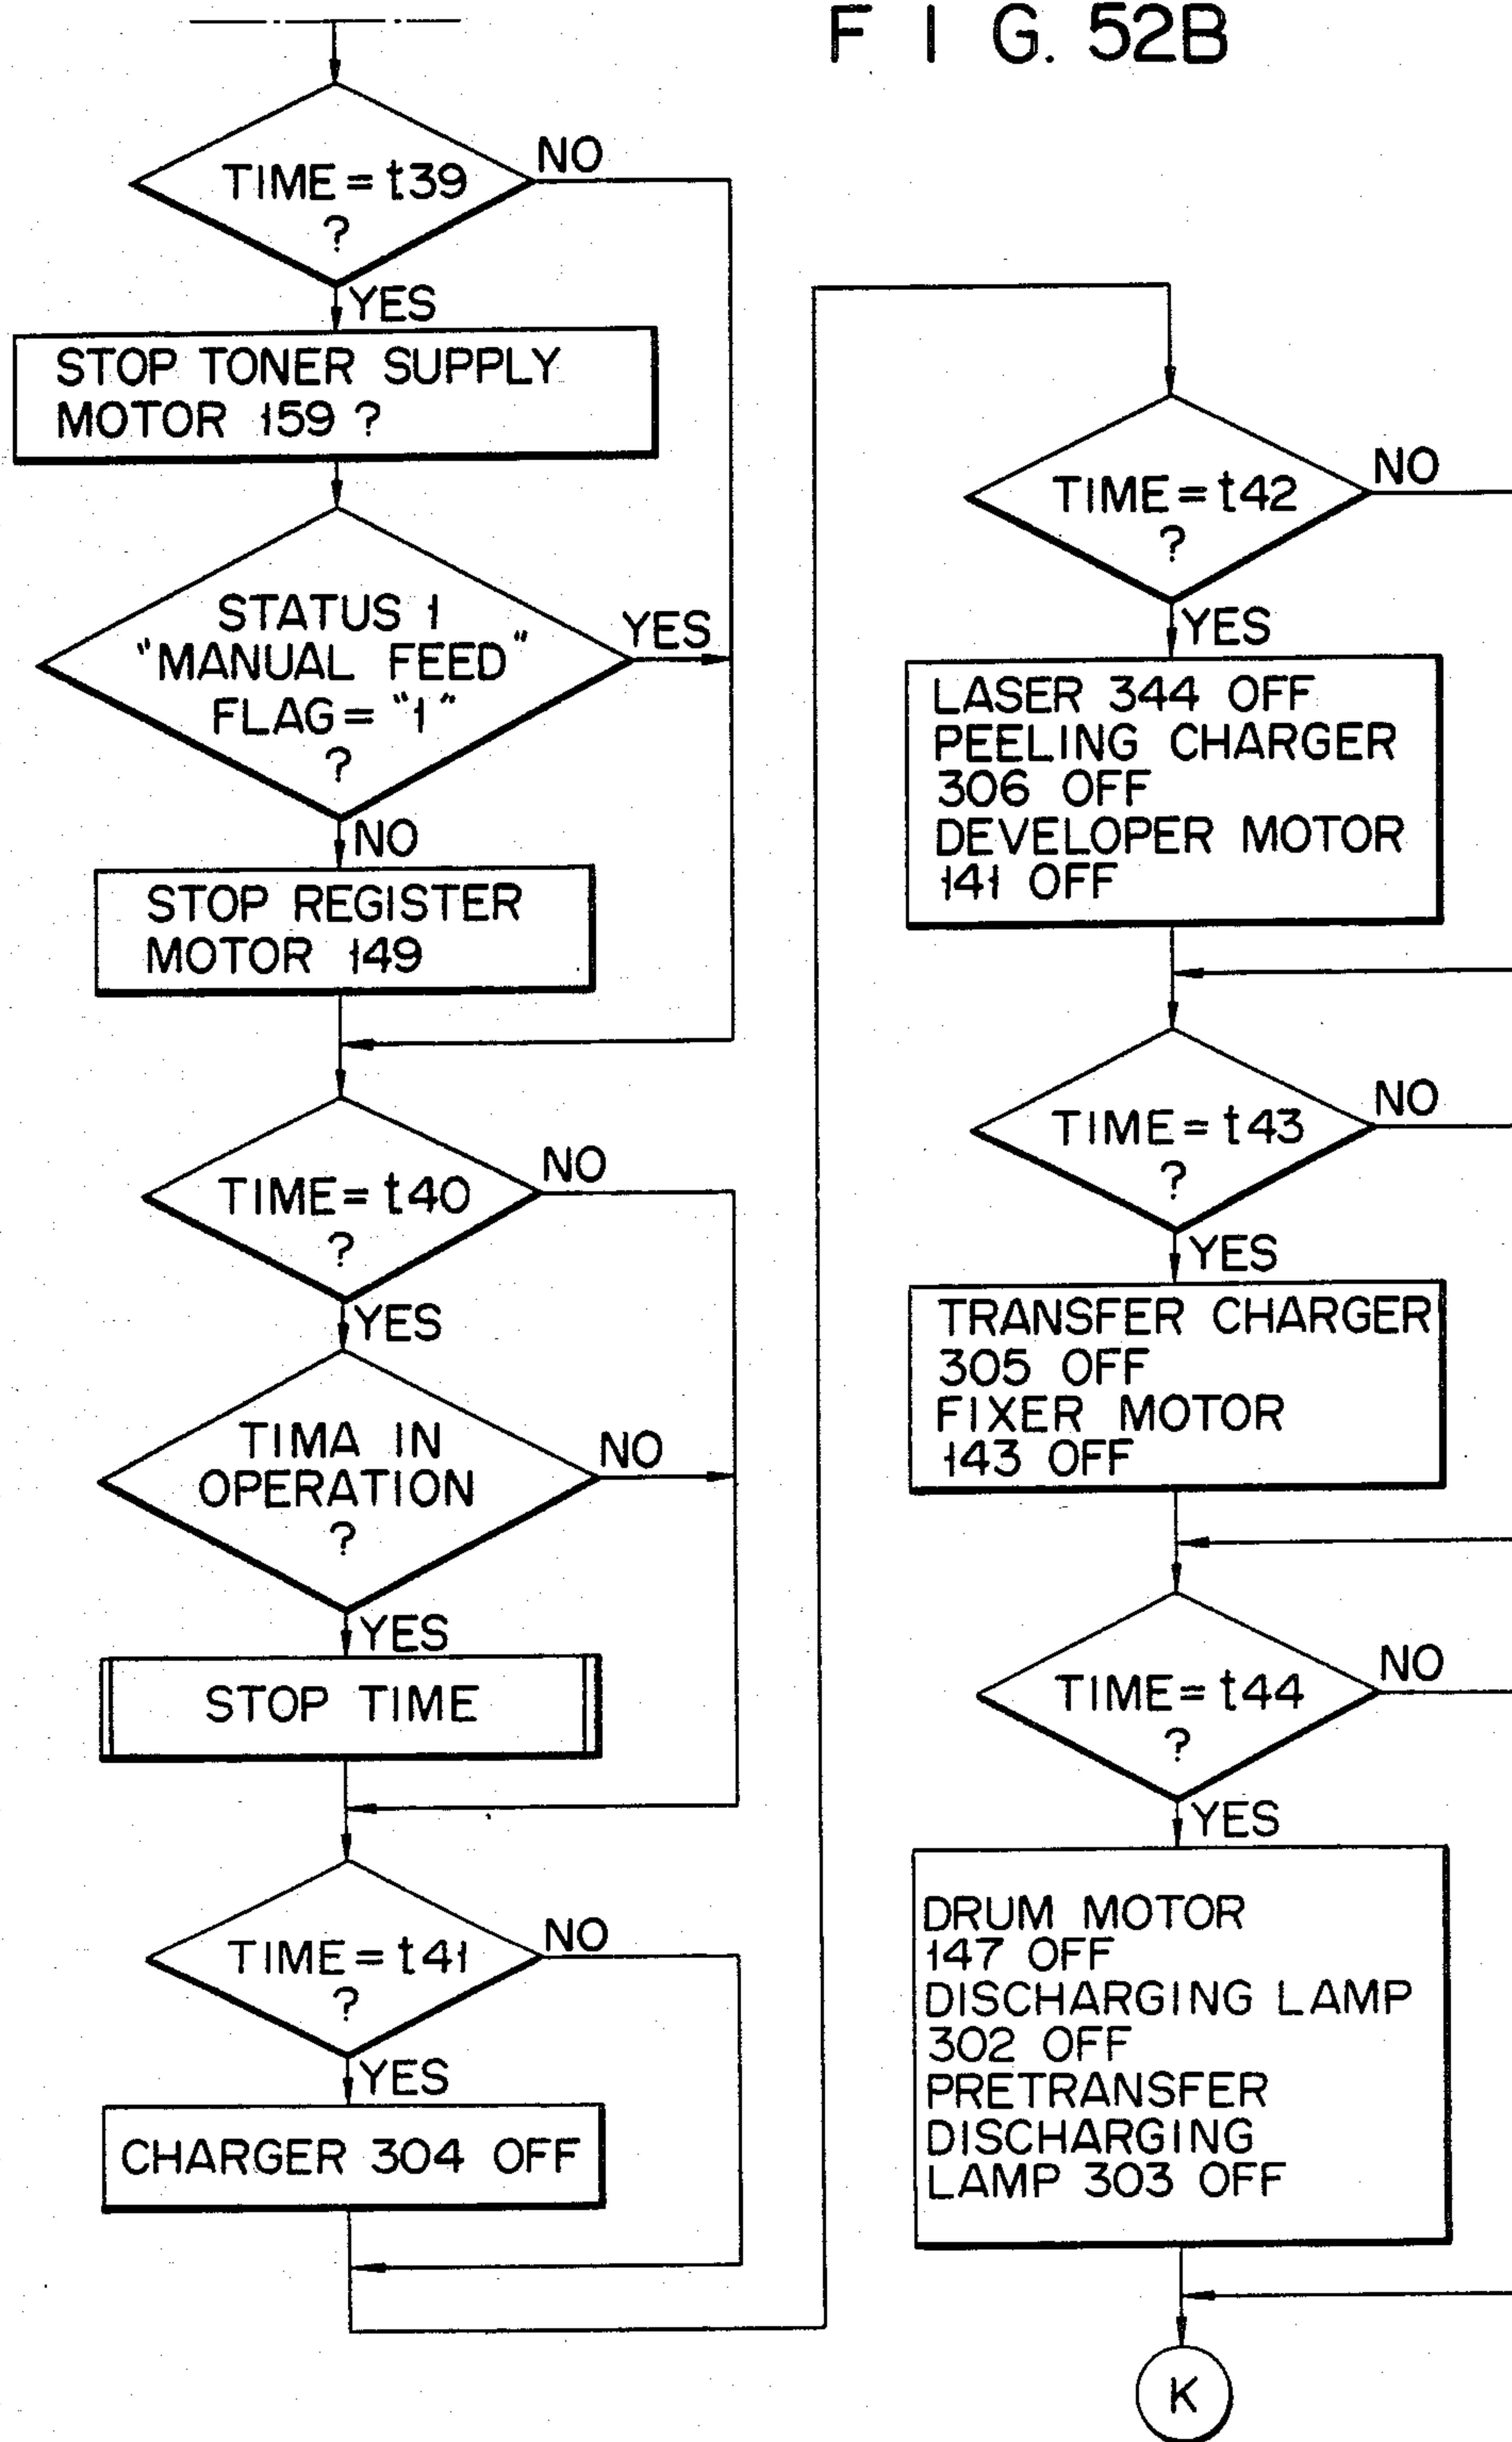 F I G. 52B
TIME = t39
?
NO
YES
STOP TONER SUPPLY
MOTOR 159 ?
STATUS 1
"MANUAL FEED"
FLAG = "1"
?
YES
NO
STOP REGISTER
MOTOR 149
TIME = t40
?
NO
YES
TIMA IN
OPERATION
?
NO
YES
STOP TIME
TIME = t41
?
NO
YES
CHARGER 304 OFF
TIME = t42
?
NO
YES
LASER 344 OFF
PEELING CHARGER
306 OFF
DEVELOPER MOTOR
141 OFF
TIME = t43
?
NO
YES
TRANSFER CHARGER
305 OFF
FIXER MOTOR
143 OFF
TIME = t44
?
NO
YES
DRUM MOTOR
147 OFF
DISCHARGING LAMP
302 OFF
PRETRANSFER
DISCHARGING
LAMP 303 OFF
K